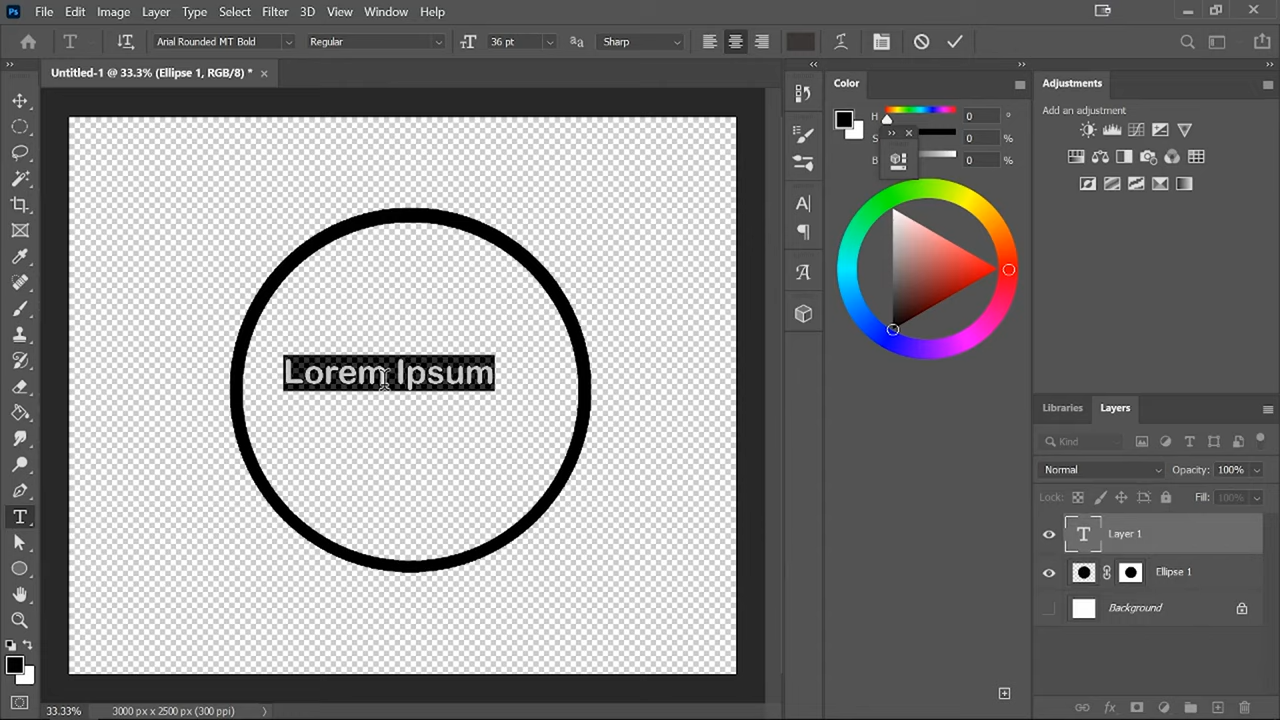 Ps File Edit Image Layer Type Select Filter 3D View Window Help
T Arial Rounded MT Bold Regular 36 pt Sharp
Untitled-1 @ 33.3% (Ellipse 1, RGB/8) *
Color
H 0 °
S 0 %
B 0 %
Adjustments
Add an adjustment
Lorem Ipsum
Libraries Layers
Kind
Normal Opacity: 100%
Lock: Fill: 100%
T Layer 1
Ellipse 1
Background
33.33% 3000 px x 2500 px (300 ppi)